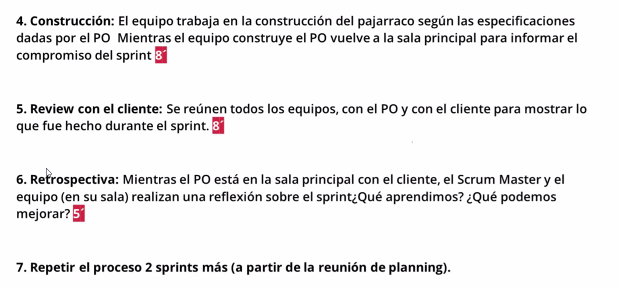 4. Construcción: El equipo trabaja en la construcción del pajarraco según las especificaciones
dadas por el PO  Mientras el equipo construye el PO vuelve a la sala principal para informar el
compromiso del sprint 8´
5. Review con el cliente: Se reúnen todos los equipos, con el PO y con el cliente para mostrar lo
que fue hecho durante el sprint. 8´
6. Retrospectiva: Mientras el PO está en la sala principal con el cliente, el Scrum Master y el
equipo (en su sala) realizan una reflexión sobre el sprint¿Qué aprendimos? ¿Qué podemos
mejorar? 5´
7. Repetir el proceso 2 sprints más (a partir de la reunión de planning).